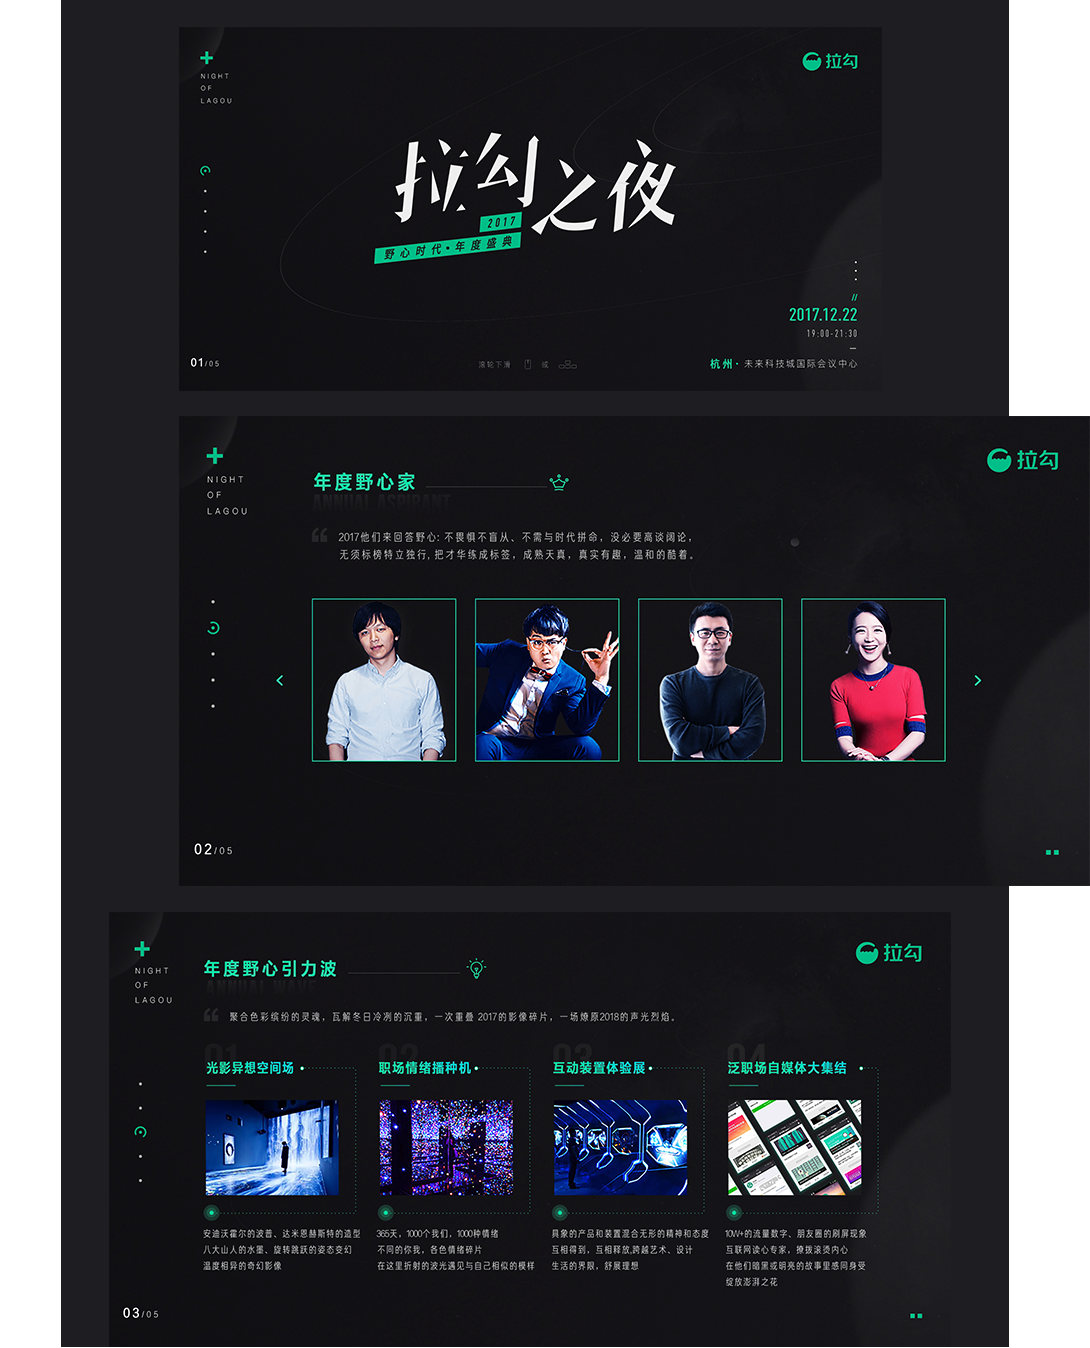 NIGHT
OF
LAGOU
拉勾
拉勾之夜
2017
野心时代·年度盛典
2017.12.22
19:00-21:30
杭州· 未来科技城国际会议中心
滚轮下滑 或
01/05
NIGHT
OF
LAGOU
拉勾
年度野心家
ANNUAL ASPIRANT
2017他们来回答野心: 不畏惧不盲从、不需与时代拼命, 没必要高谈阔论,
无须标榜特立独行, 把才华练成标签, 成熟天真, 真实有趣, 温和的酷着。
02/05
NIGHT
OF
LAGOU
拉勾
年度野心引力波
ANNUAL WAVE
聚合色彩缤纷的灵魂, 瓦解冬日冷冽的沉重, 一次重叠 2017的影像碎片, 一场燎原2018的声光烈焰。
01
光影异想空间场
安迪沃霍尔的波普、达米恩赫斯特的造型
八大山人的水墨、旋转跳跃的姿态变幻
温度相异的奇幻影像
02
职场情绪播种机
365天, 1000个我们, 1000种情绪
不同的你我, 各色情绪碎片
在这里折射的波光遇见与自己相似的模样
03
互动装置体验展
具象的产品和装置混合无形的精神和态度
互相得到, 互相释放,跨越艺术、设计
生活的界限, 舒展理想
04
泛职场自媒体大集结
10W+的流量数字、朋友圈的刷屏现象
互联网读心专家, 撩拨滚烫内心
在他们暗黑或明亮的故事里感同身受
绽放澎湃之花
03/05